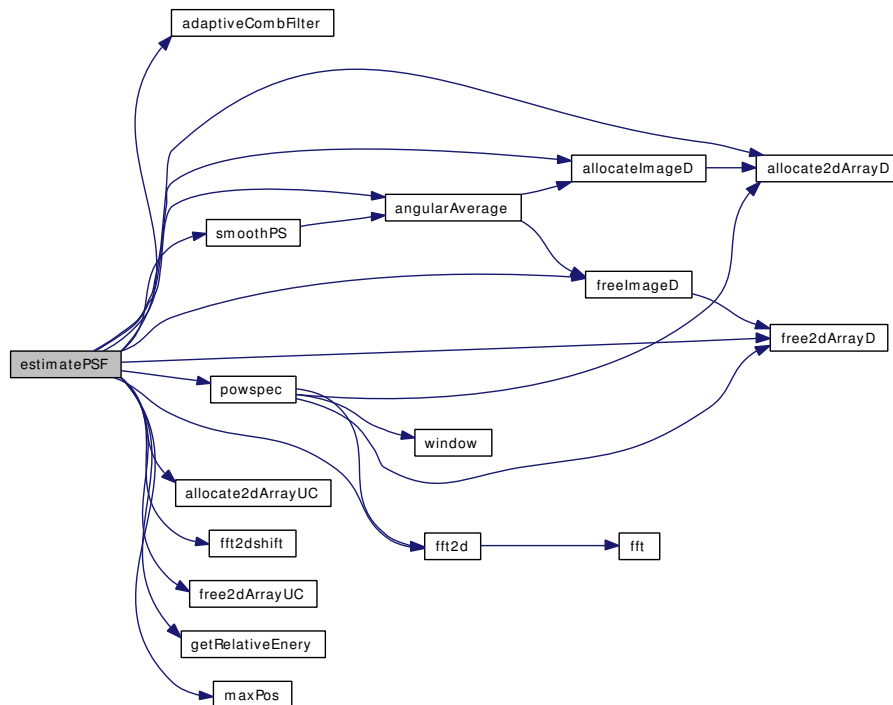 adaptiveCombFilter
allocateImageD
allocate2dArrayD
angularAverage
smoothPS
freeImageD
free2dArrayD
estimatePSF
powspec
window
allocate2dArrayUC
fft2dshift
fft2d
fft
free2dArrayUC
getRelativeEnery
maxPos